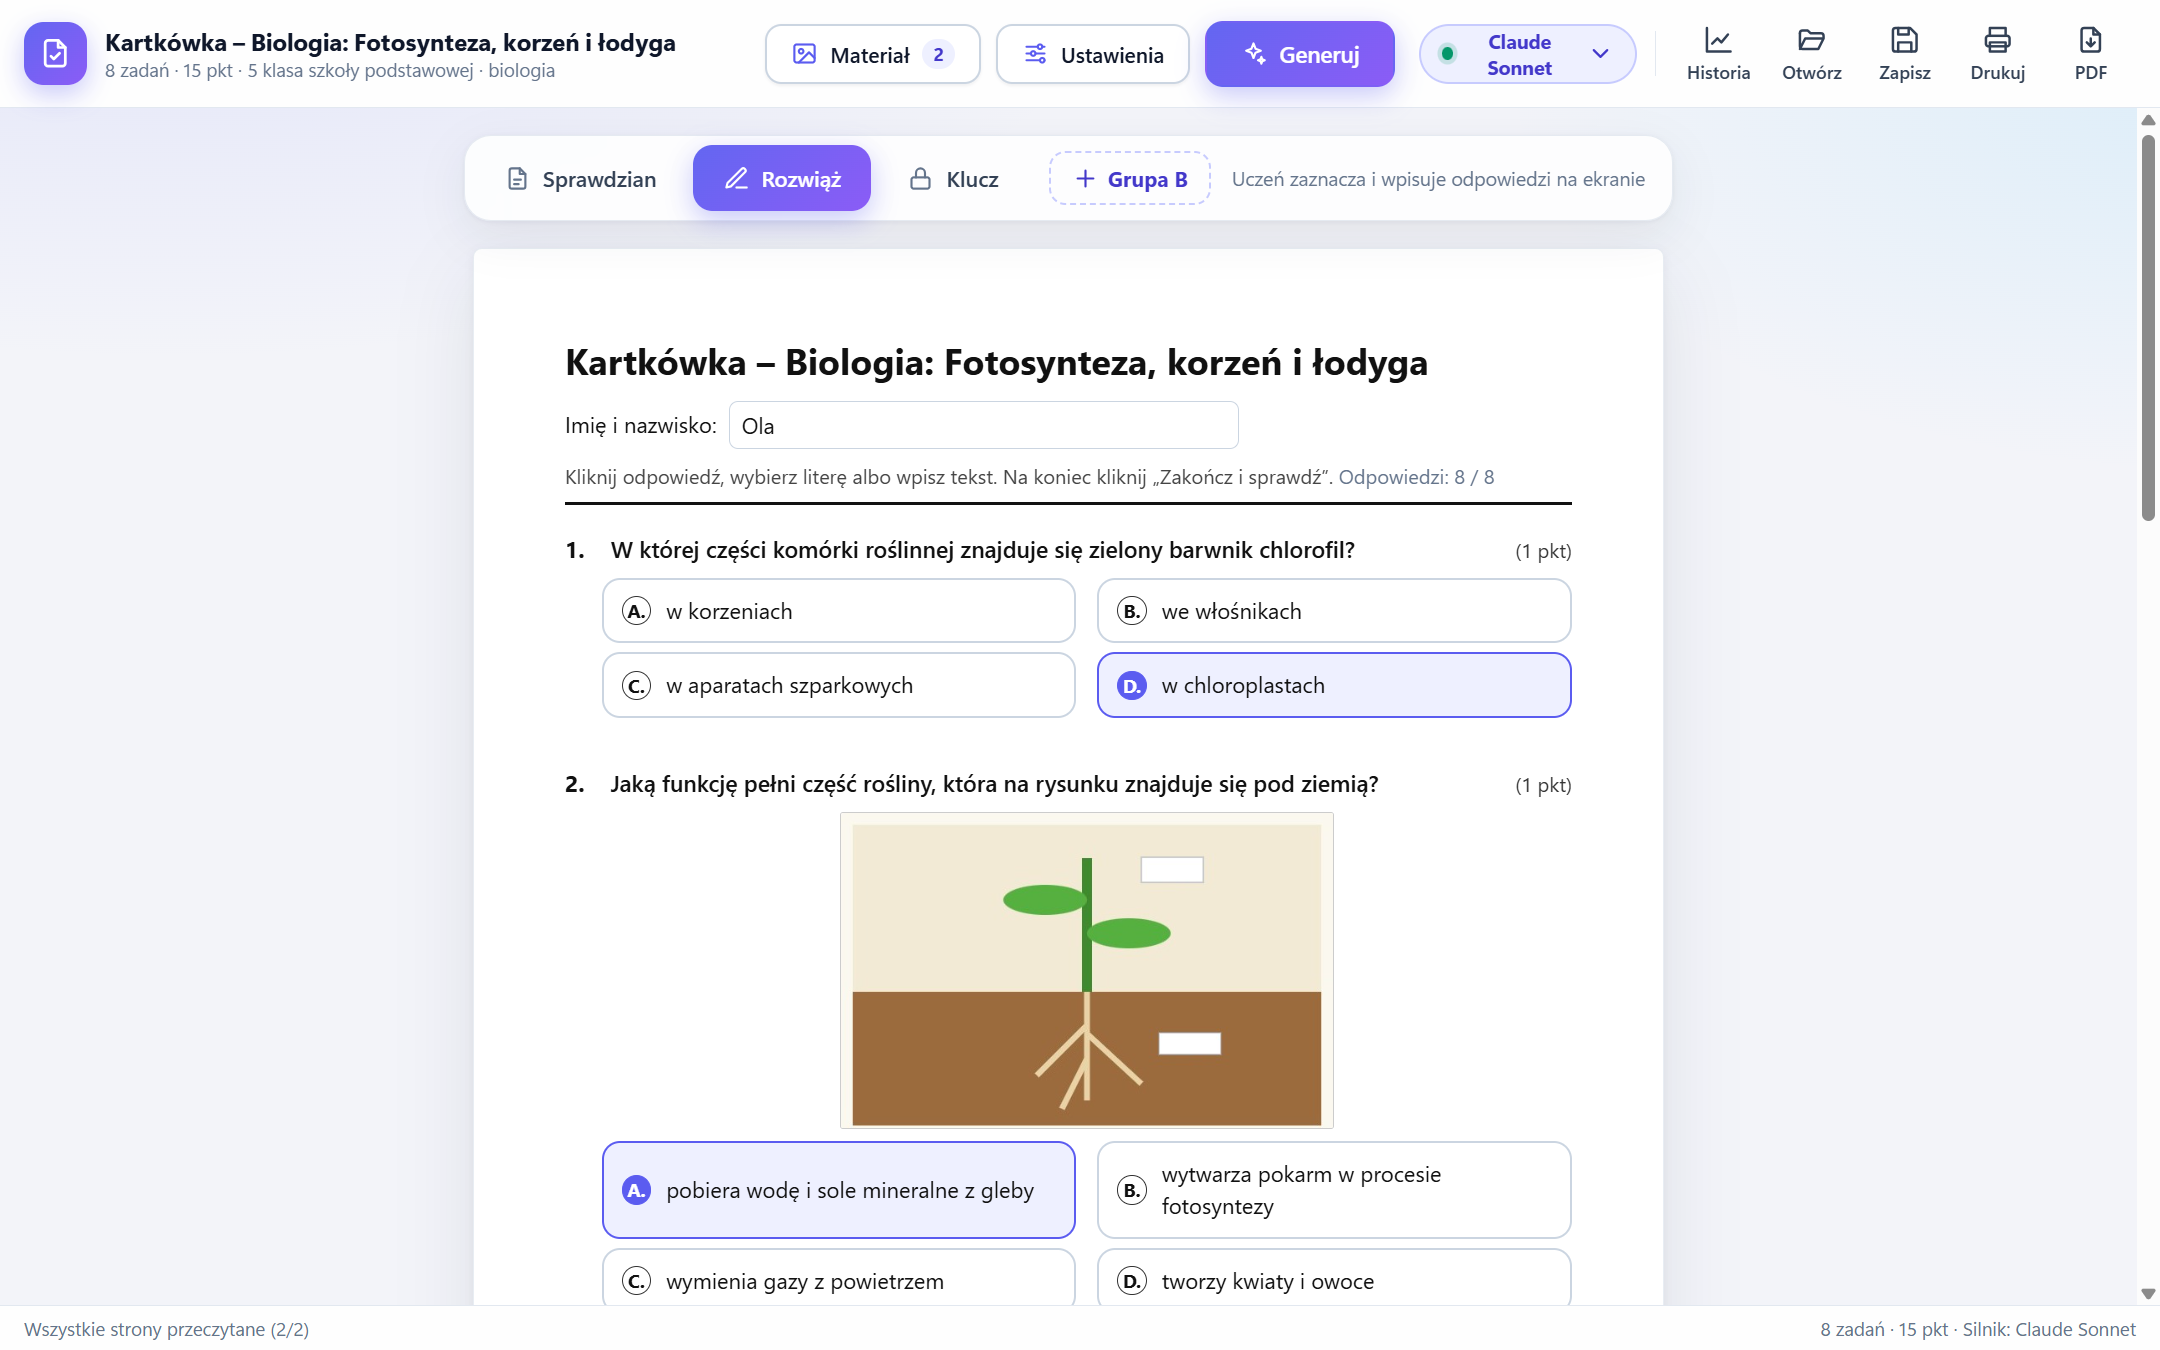 Kartkówka – Biologia: Fotosynteza, korzeń i łodyga
8 zadań · 15 pkt · 5 klasa szkoły podstawowej · biologia
Materiał 2
Ustawienia
Generuj
Claude
Sonnet
Historia
Otwórz
Zapisz
Drukuj
PDF
Sprawdzian
Rozwiąż
Klucz
Grupa B
Uczeń zaznacza i wpisuje odpowiedzi na ekranie
Kartkówka – Biologia: Fotosynteza, korzeń i łodyga
Imię i nazwisko: Ola
Kliknij odpowiedź, wybierz literę albo wpisz tekst. Na koniec kliknij „Zakończ i sprawdź”. Odpowiedzi: 8 / 8
1. W której części komórki roślinnej znajduje się zielony barwnik chlorofil? (1 pkt)
A. w korzeniach
B. we włośnikach
C. w aparatach szparkowych
D. w chloroplastach
2. Jaką funkcję pełni część rośliny, która na rysunku znajduje się pod ziemią? (1 pkt)
A. pobiera wodę i sole mineralne z gleby
B. wytwarza pokarm w procesie
fotosyntezy
C. wymienia gazy z powietrzem
D. tworzy kwiaty i owoce
Wszystkie strony przeczytane (2/2)
8 zadań · 15 pkt · Silnik: Claude Sonnet